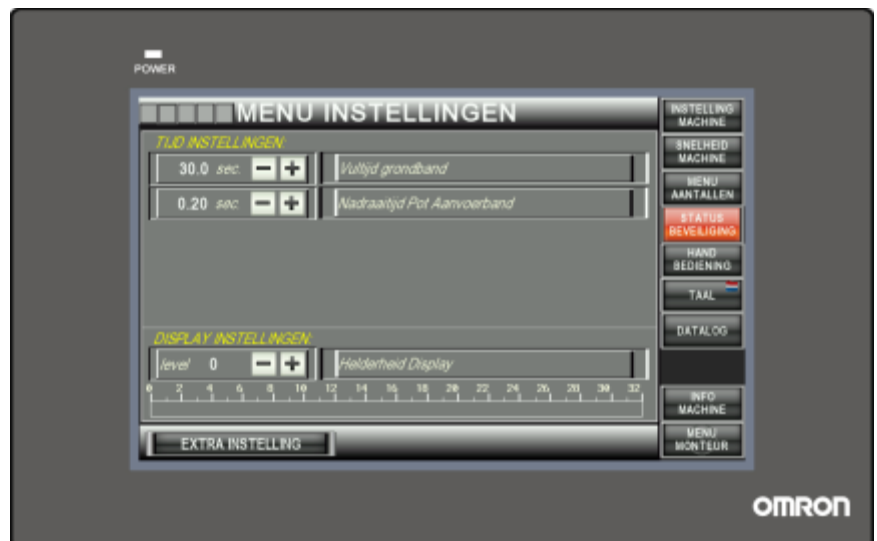 POWER
MENU INSTELLINGEN
TIJD INSTELLINGEN:
30.0 sec. − + Vultijd grondband
0.20 sec. − + Nadraaitijd Pot Aanvoerband
DISPLAY INSTELLINGEN:
level 0 − + Helderheid Display
0 2 4 6 8 10 12 14 16 18 20 22 24 26 28 30 32
EXTRA INSTELLING
INSTELLING
MACHINE
SNELHEID
MACHINE
MENU
AANTALLEN
STATUS
BEVEILIGING
HAND
BEDIENING
TAAL
DATALOG
INFO
MACHINE
MENU
MONTEUR
OMRON